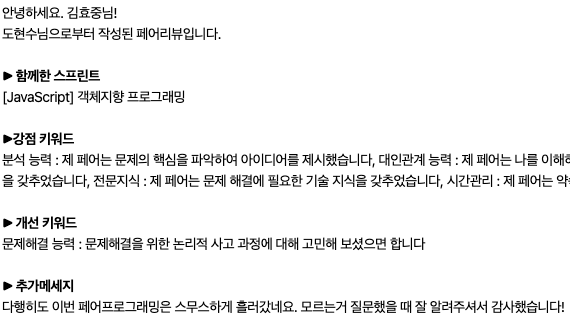 안녕하세요. 김효중님!
도현수님으로부터 작성된 페어리뷰입니다.
▶ 함께한 스프린트
[JavaScript] 객체지향 프로그래밍
▶강점 키워드
분석 능력 : 제 페어는 문제의 핵심을 파악하여 아이디어를 제시했습니다, 대인관계 능력 : 제 페어는 나를 이해하
을 갖추었습니다, 전문지식 : 제 페어는 문제 해결에 필요한 기술 지식을 갖추었습니다, 시간관리 : 제 페어는
▶ 개선 키워드
문제해결 능력 : 문제해결을 위한 논리적 사고 과정에 대해 고민해 보셨으면 합니다
▶ 추가메세지
다행히도 이번 페어프로그래밍은 스무스하게 흘러갔네요. 모르는거 질문했을 때 잘 알려주셔서 감사했습니다!